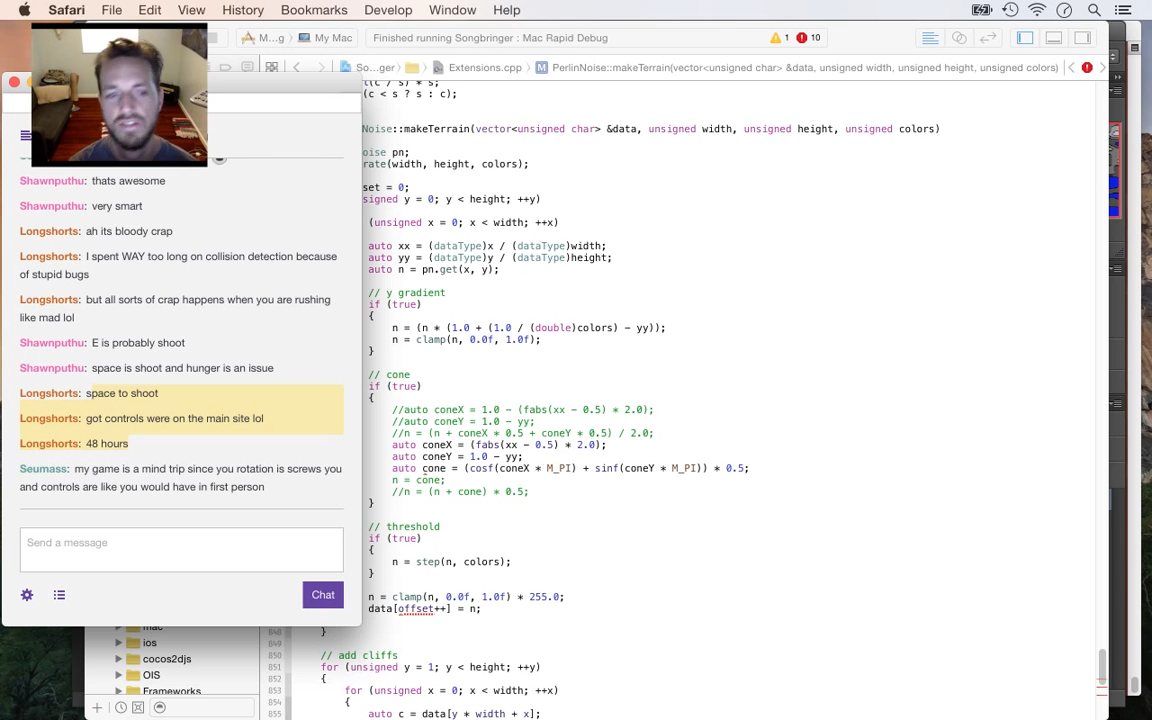 Safari File Edit View History Bookmarks Develop Window Help
M...g My Mac Finished running Songbringer : Mac Rapid Debug 1 10
So...ger Extensions.cpp M PerlinNoise::makeTerrain(vector<unsigned char> &data, unsigned width, unsigned height, unsigned colors)
Shawnputhu: thats awesome
Shawnputhu: very smart
Longshorts: ah its bloody crap
Longshorts: I spent WAY too long on collision detection because
of stupid bugs
Longshorts: but all sorts of crap happens when you are rushing
like mad lol
Shawnputhu: E is probably shoot
Shawnputhu: space is shoot and hunger is an issue
Longshorts: space to shoot
Longshorts: got controls were on the main site lol
Longshorts: 48 hours
Seumass: my game is a mind trip since you rotation is screws you
and controls are like you would have in first person
Send a message
Chat
(c < s ? s : c);
Noise::makeTerrain(vector<unsigned char> &data, unsigned width, unsigned height, unsigned colors)
oise pn;
rate(width, height, colors);
set = 0;
signed y = 0; y < height; ++y)
(unsigned x = 0; x < width; ++x)
auto xx = (dataType)x / (dataType)width;
auto yy = (dataType)y / (dataType)height;
auto n = pn.get(x, y);
// y gradient
if (true)
{
n = (n * (1.0 + (1.0 / (double)colors) - yy));
n = clamp(n, 0.0f, 1.0f);
}
// cone
if (true)
{
//auto coneX = 1.0 - (fabs(xx - 0.5) * 2.0);
//auto coneY = 1.0 - yy;
//n = (n + coneX * 0.5 + coneY * 0.5) / 2.0;
auto coneX = (fabs(xx - 0.5) * 2.0);
auto coneY = 1.0 - yy;
auto cone = (cosf(coneX * M_PI) + sinf(coneY * M_PI)) * 0.5;
n = cone;
//n = (n + cone) * 0.5;
}
// threshold
if (true)
{
n = step(n, colors);
}
n = clamp(n, 0.0f, 1.0f) * 255.0;
data[offset++] = n;
}
849
850 // add cliffs
851 for (unsigned y = 1; y < height; ++y)
852 {
853 for (unsigned x = 0; x < width; ++x)
854 {
855 auto c = data[y * width + x];
mac
ios
cocos2djs
OIS
Frameworks